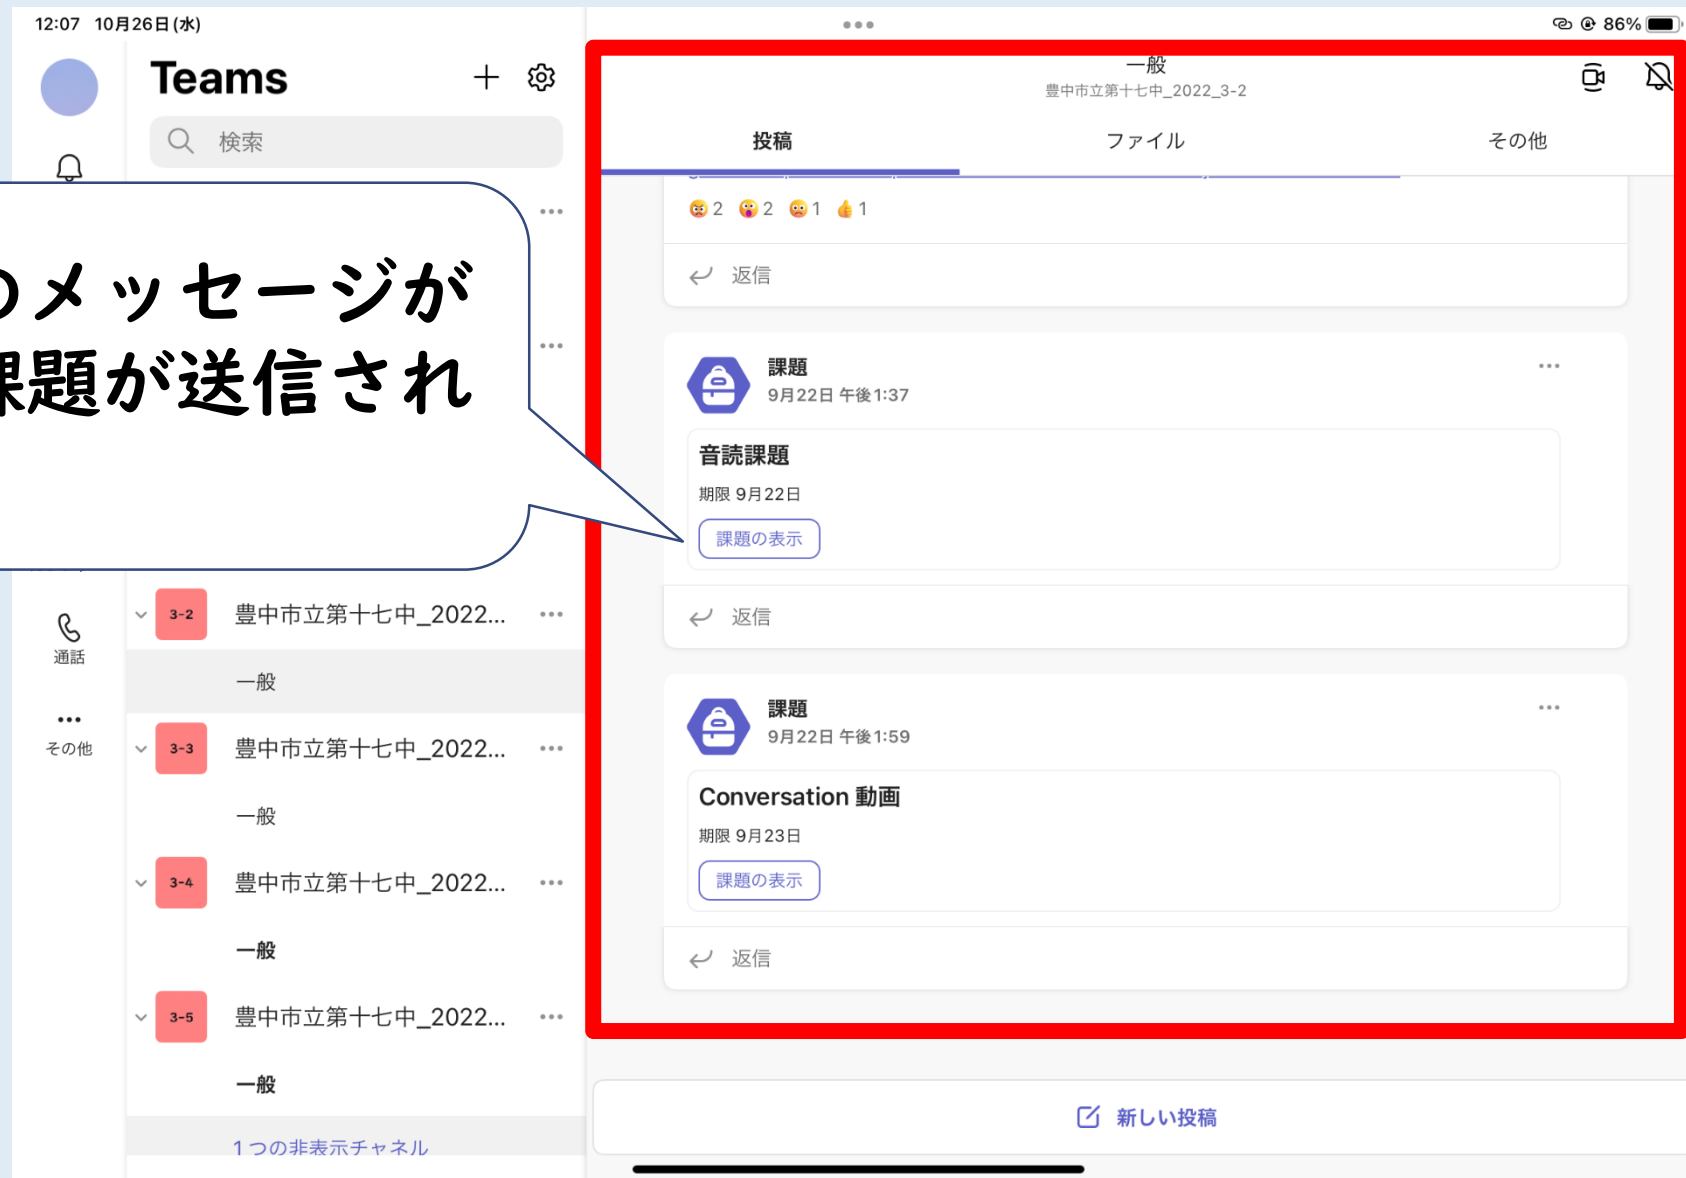 12:07 10月26日(水)
86%
Teams
検索
のメッセージが
課題が送信され
通話
その他
3-2 豊中市立第十七中_2022...
一般
3-3 豊中市立第十七中_2022...
一般
3-4 豊中市立第十七中_2022...
一般
3-5 豊中市立第十七中_2022...
一般
1つの非表示チャネル
一般
豊中市立第十七中_2022_3-2
投稿 ファイル その他
2 2 1 1
返信
課題
9月22日 午後1:37
音読課題
期限 9月22日
課題の表示
返信
課題
9月22日 午後1:59
Conversation 動画
期限 9月23日
課題の表示
返信
新しい投稿